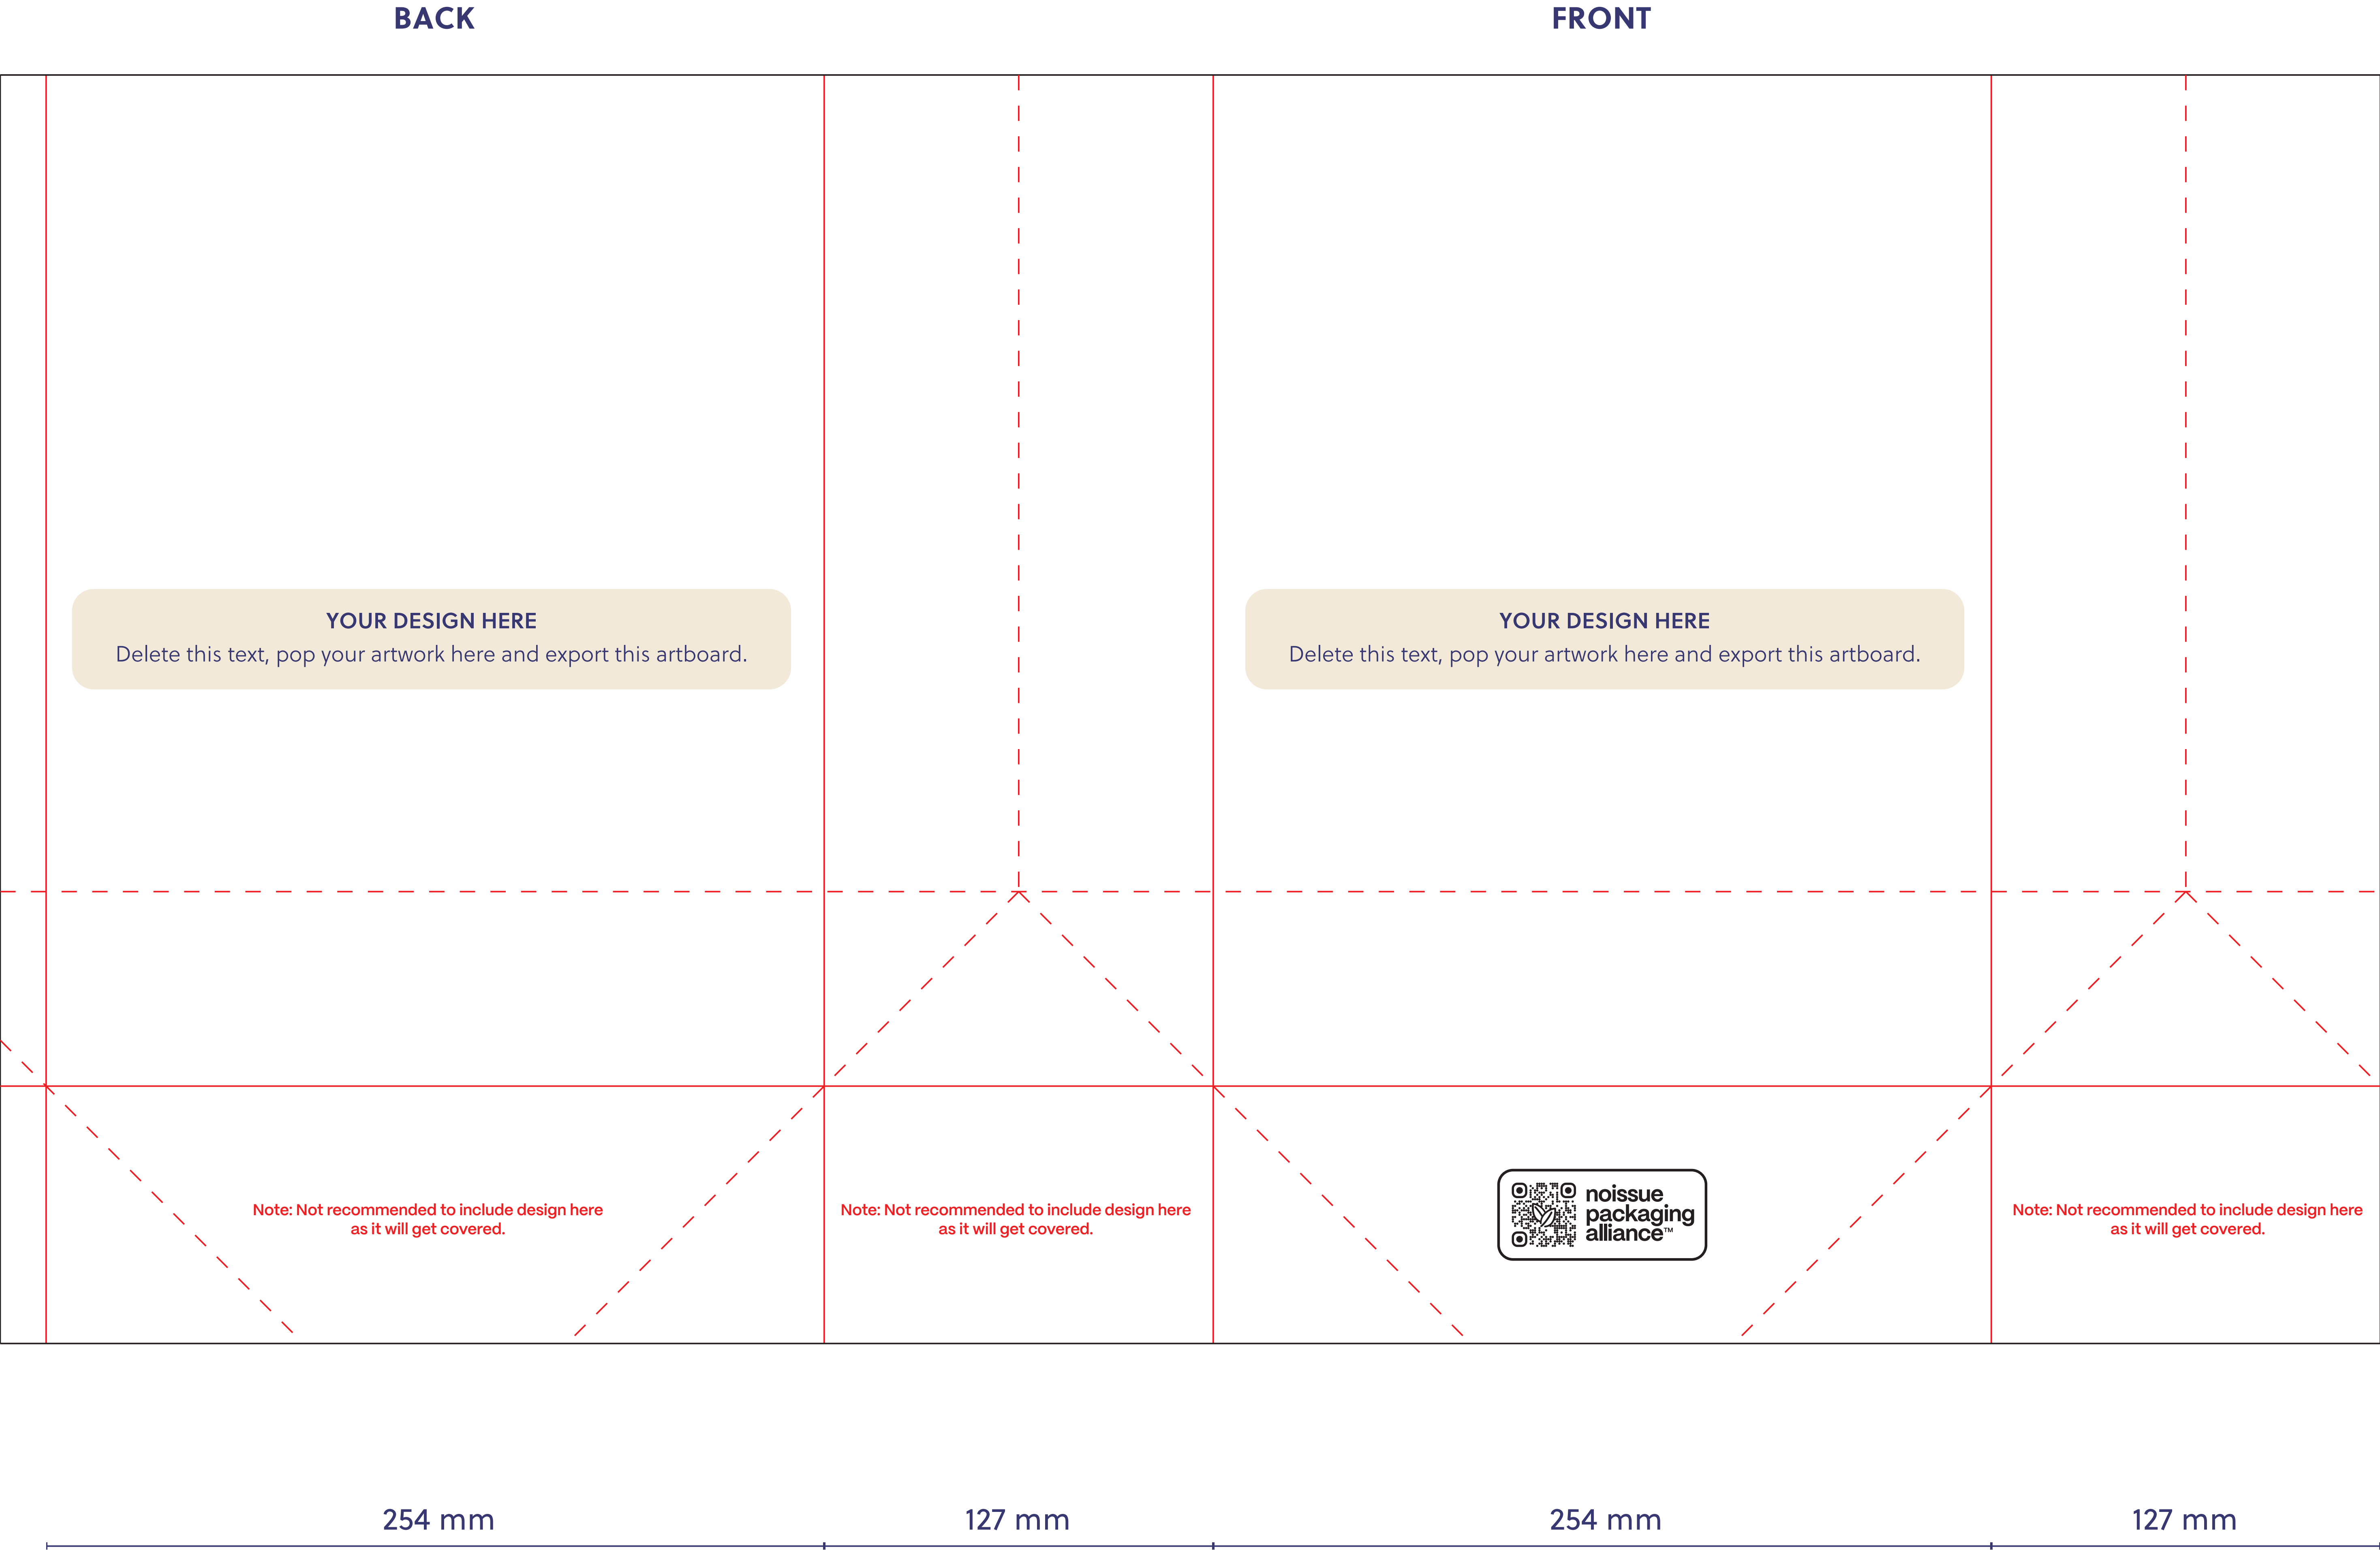 BACK
FRONT
YOUR DESIGN HERE
Delete this text, pop your artwork here and export this artboard.
YOUR DESIGN HERE
Delete this text, pop your artwork here and export this artboard.
Note: Not recommended to include design here
as it will get covered.
Note: Not recommended to include design here
as it will get covered.
noissue
packaging
alliance™
Note: Not recommended to include design here
as it will get covered.
254 mm
127 mm
254 mm
127 mm